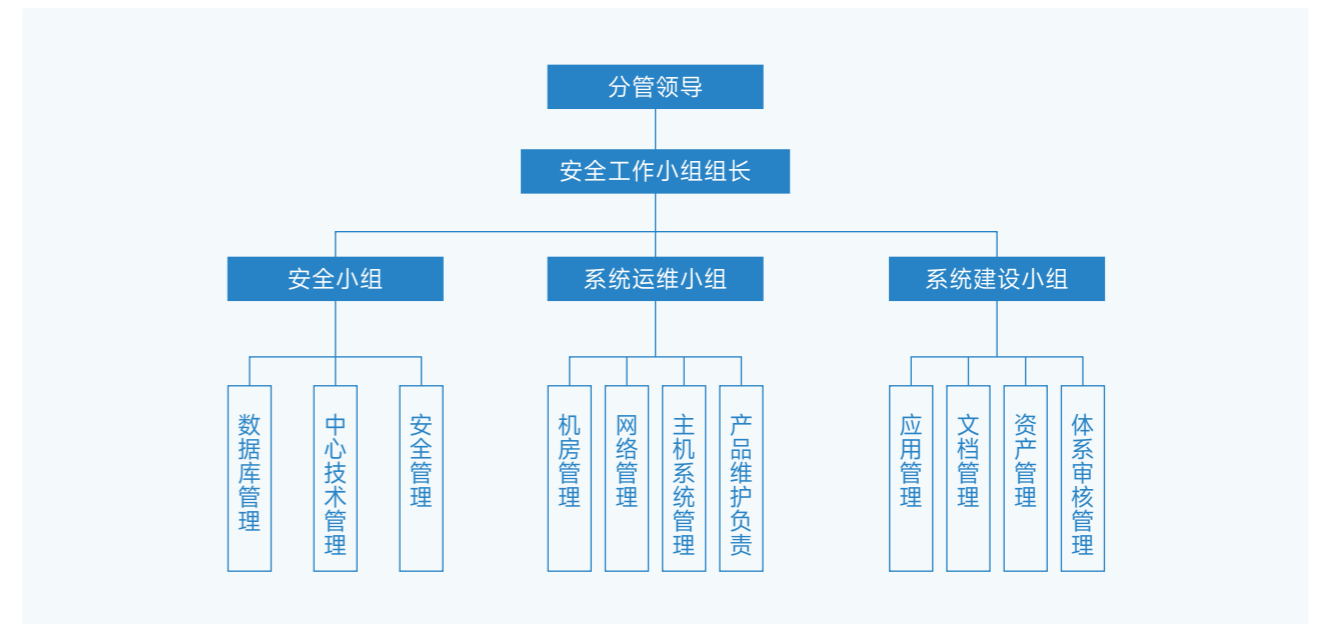 分管领导
安全工作小组组长
安全小组
系统运维小组
系统建设小组
数据库管理
中心技术管理
安全管理
机房管理
网络管理
主机系统管理
产品维护负责
应用管理
文档管理
资产管理
体系审核管理